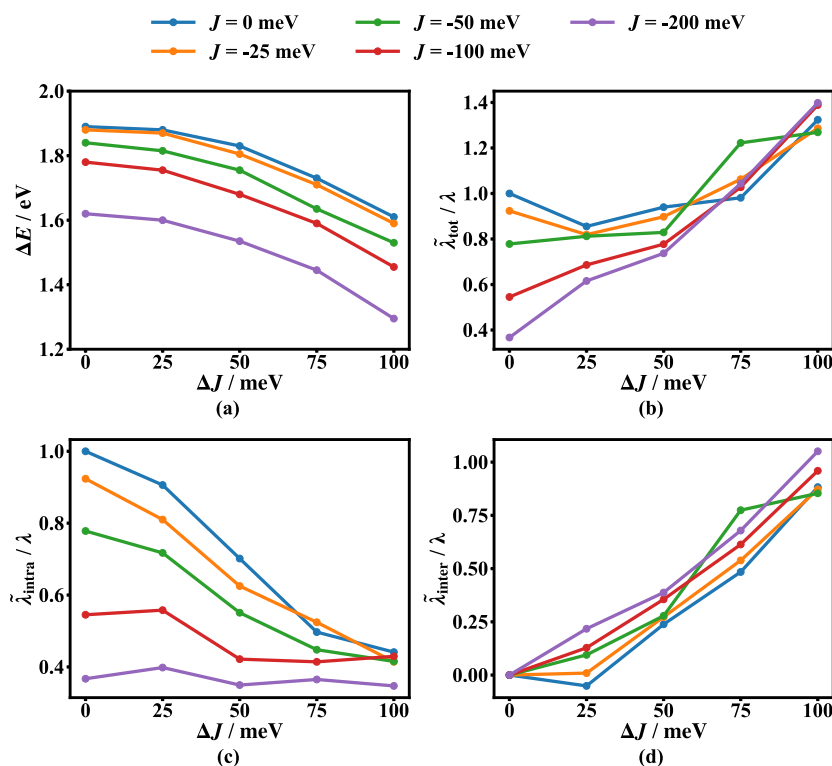 J = 0 meV J = -50 meV J = -200 meV
J = -25 meV J = -100 meV
2.0
1.8
1.6
1.4
1.2
ΔE / eV
0 25 50 75 100
ΔJ / meV
(a)
1.4
1.2
1.0
0.8
0.6
0.4
λ̃tot / λ
0 25 50 75 100
ΔJ / meV
(b)
1.0
0.8
0.6
0.4
λ̃intra / λ
0 25 50 75 100
ΔJ / meV
(c)
1.00
0.75
0.50
0.25
0.00
λ̃inter / λ
0 25 50 75 100
ΔJ / meV
(d)